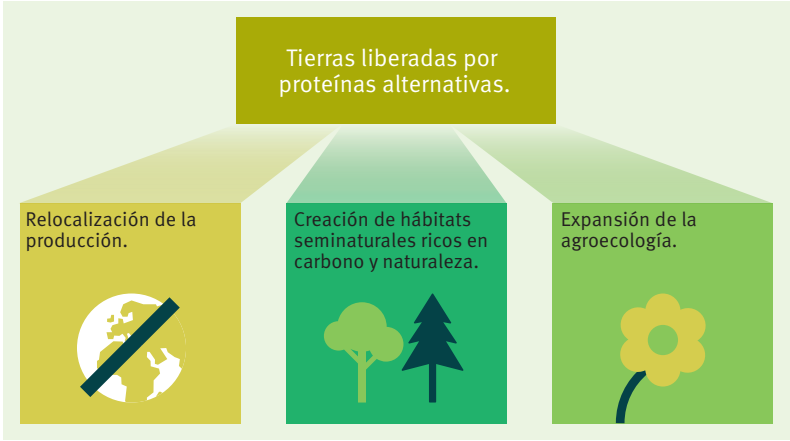 Tierras liberadas por
proteínas alternativas.
Relocalización de la
producción.
Creación de hábitats
seminaturales ricos en
carbono y naturaleza.
Expansión de la
agroecología.